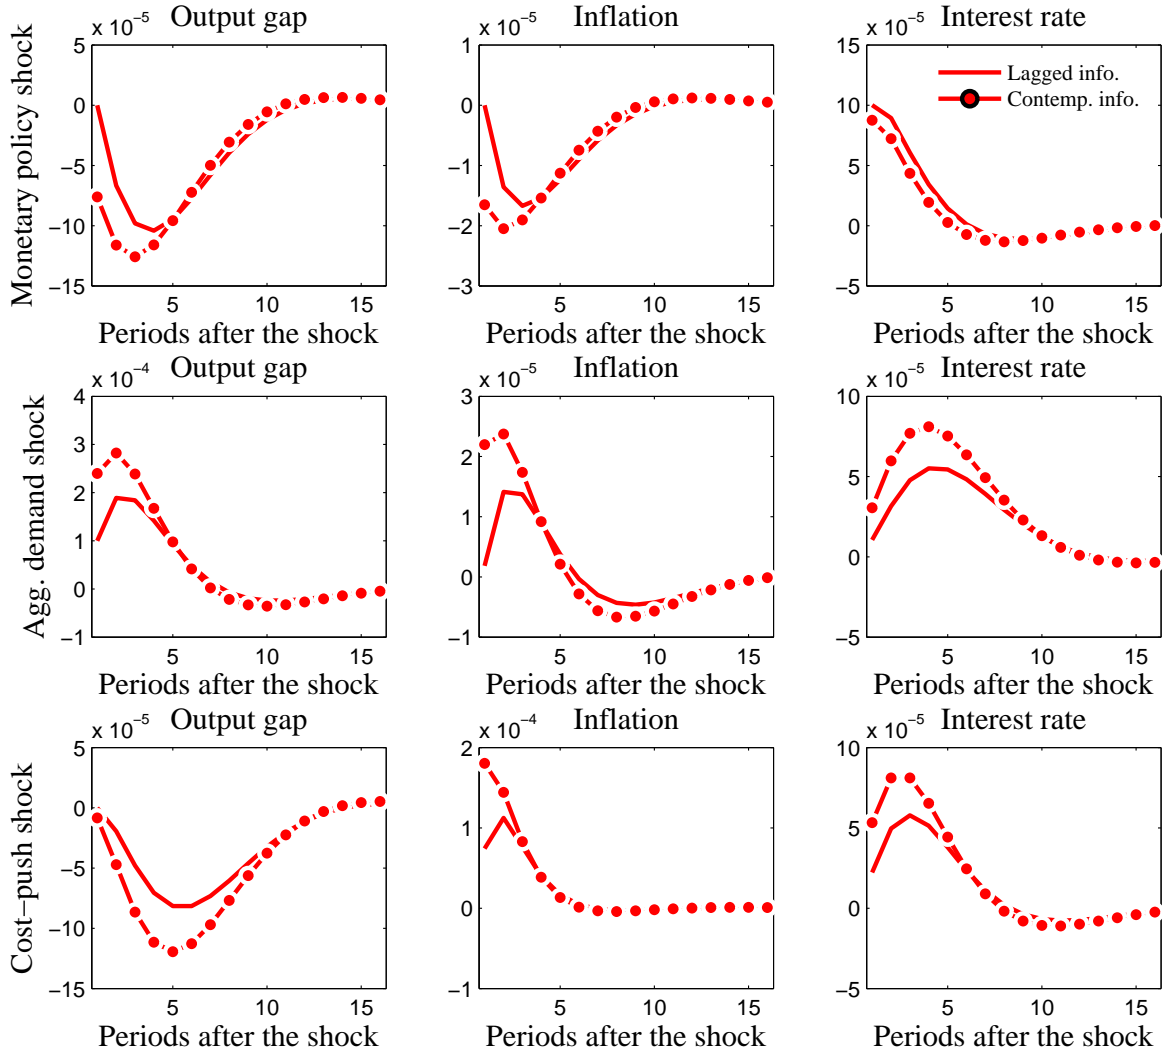 Output gap Inflation Interest rate
x 10⁻⁵ x 10⁻⁵ x 10⁻⁵
Monetary policy shock
5 0 −5 −10 −15
1 0 −1 −2 −3
15 10 5 0 −5
Lagged info.
Contemp. info.
5 10 15 5 10 15 5 10 15
Periods after the shock Periods after the shock Periods after the shock
Output gap Inflation Interest rate
x 10⁻⁴ x 10⁻⁵ x 10⁻⁵
Agg. demand shock
4 3 2 1 0 −1
3 2 1 0 −1
10 5 0 −5
5 10 15 5 10 15 5 10 15
Periods after the shock Periods after the shock Periods after the shock
Output gap Inflation Interest rate
x 10⁻⁵ x 10⁻⁴ x 10⁻⁵
Cost−push shock
5 0 −5 −10 −15
2 1 0 −1
10 5 0 −5
5 10 15 5 10 15 5 10 15
Periods after the shock Periods after the shock Periods after the shock